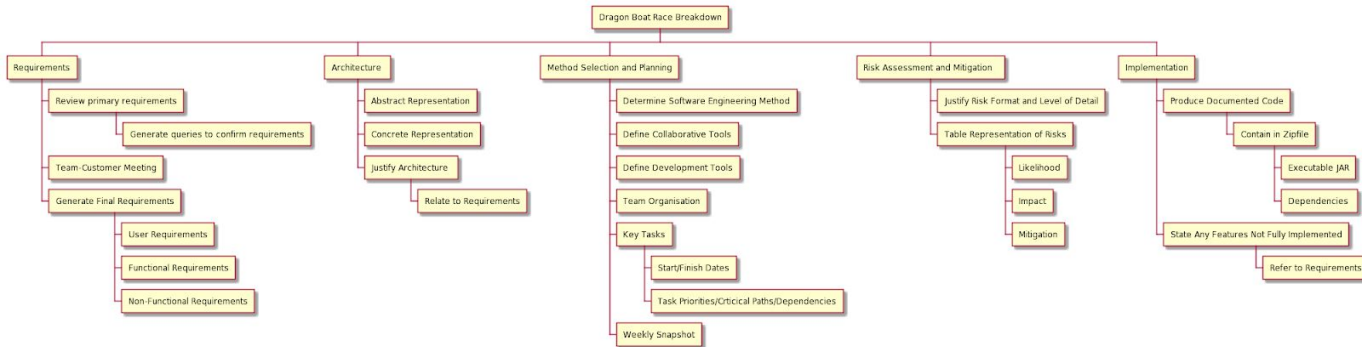 Dragon Boat Race Breakdown
Requirements
Review primary requirements
Generate queries to confirm requirements
Team-Customer Meeting
Generate Final Requirements
User Requirements
Functional Requirements
Non-Functional Requirements
Architecture
Abstract Representation
Concrete Representation
Justify Architecture
Relate to Requirements
Method Selection and Planning
Determine Software Engineering Method
Define Collaborative Tools
Define Development Tools
Team Organisation
Key Tasks
Start/Finish Dates
Task Priorities/Crticical Paths/Dependencies
Weekly Snapshot
Risk Assessment and Mitigation
Justify Risk Format and Level of Detail
Table Representation of Risks
Likelihood
Impact
Mitigation
Implementation
Produce Documented Code
Contain in Zipfile
Executable JAR
Dependencies
State Any Features Not Fully Implemented
Refer to Requirements